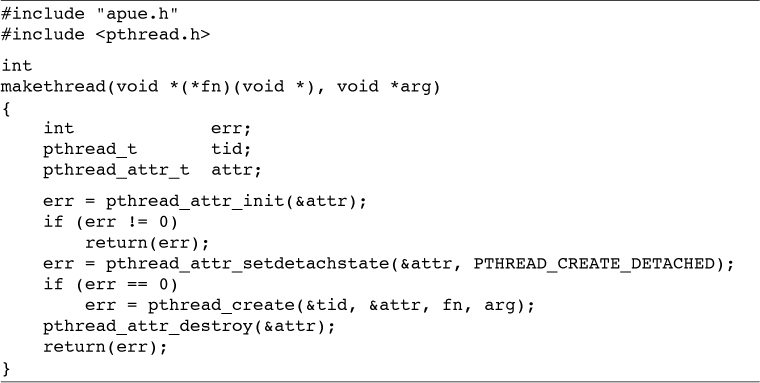 #include "apue.h"
#include <pthread.h>
int
makethread(void *(*fn)(void *), void *arg)
{
    int             err;
    pthread_t       tid;
    pthread_attr_t  attr;
    err = pthread_attr_init(&attr);
    if (err != 0)
        return(err);
    err = pthread_attr_setdetachstate(&attr, PTHREAD_CREATE_DETACHED);
    if (err == 0)
        err = pthread_create(&tid, &attr, fn, arg);
    pthread_attr_destroy(&attr);
    return(err);
}